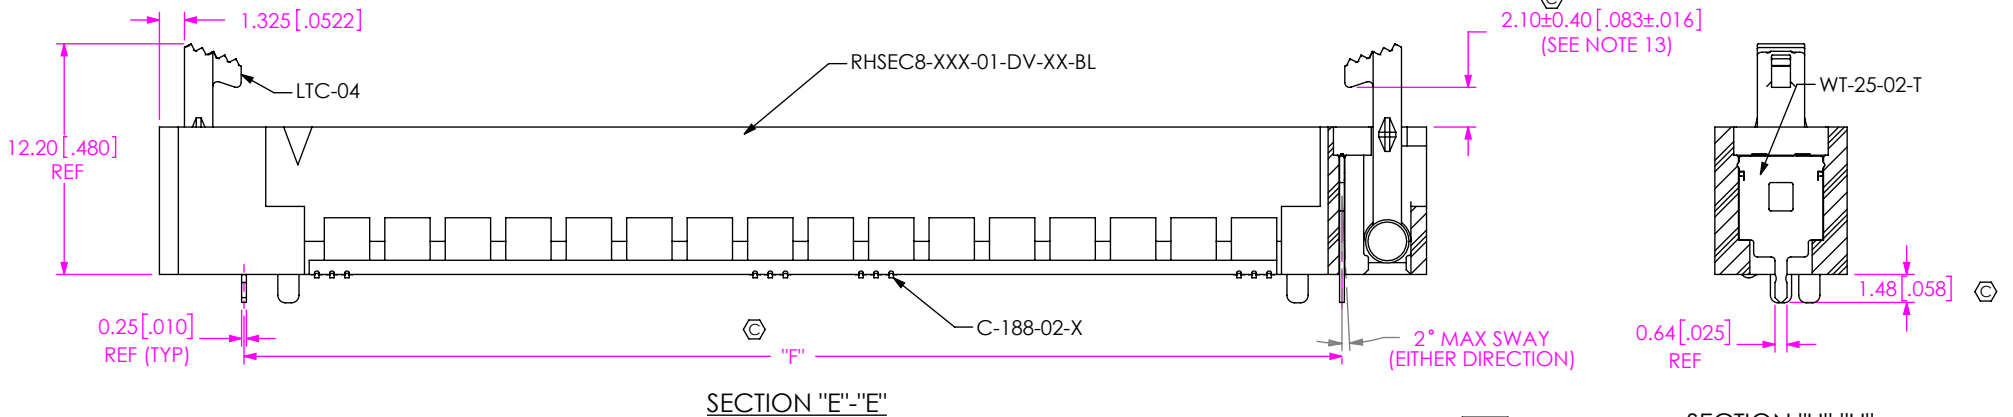 1.325 [.0522]
C
2.10±0.40 [.083±.016]
(SEE NOTE 13)
RHSEC8-XXX-01-DV-XX-BL
LTC-04
WT-25-02-T
12.20 [.480]
REF
1.48 [.058]
C
0.25 [.010]
REF (TYP)
C
C-188-02-X
"F"
2° MAX SWAY
(EITHER DIRECTION)
0.64 [.025]
REF
SECTION "E"-"E"
SECTION